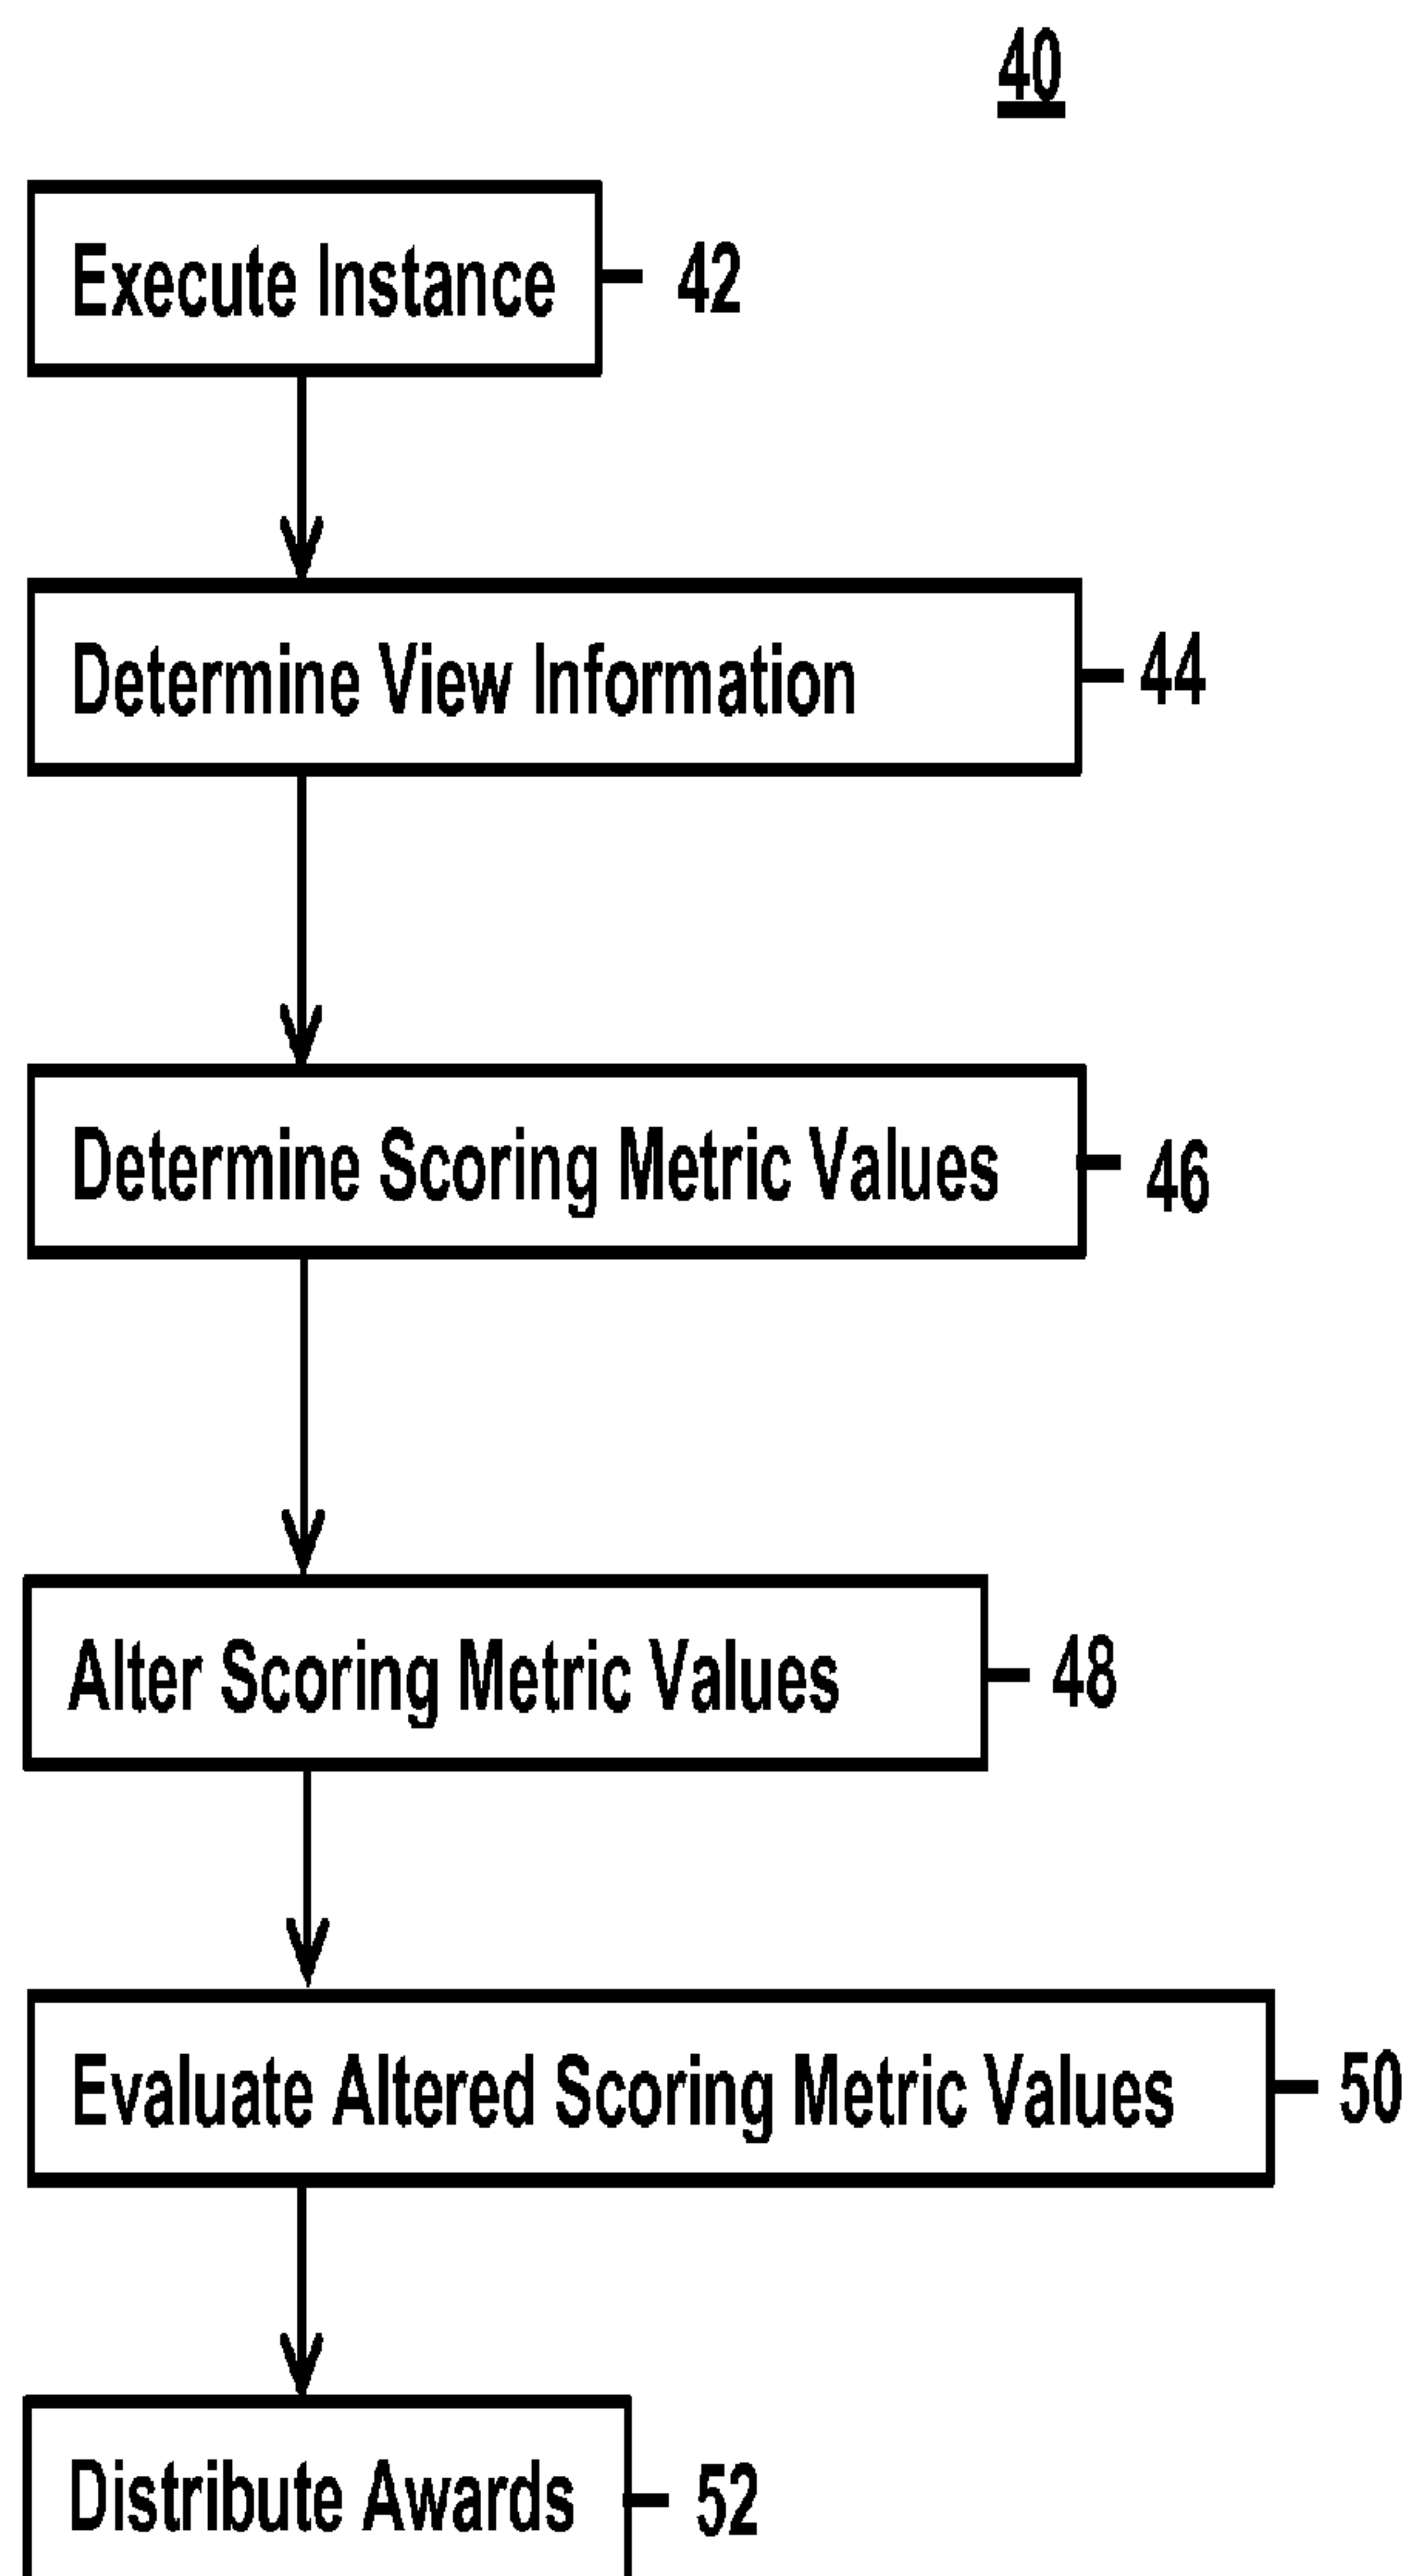 40
Execute Instance 42
Determine View Information 44
Determine Scoring Metric Values 46
Alter Scoring Metric Values 48
Evaluate Altered Scoring Metric Values 50
Distribute Awards 52